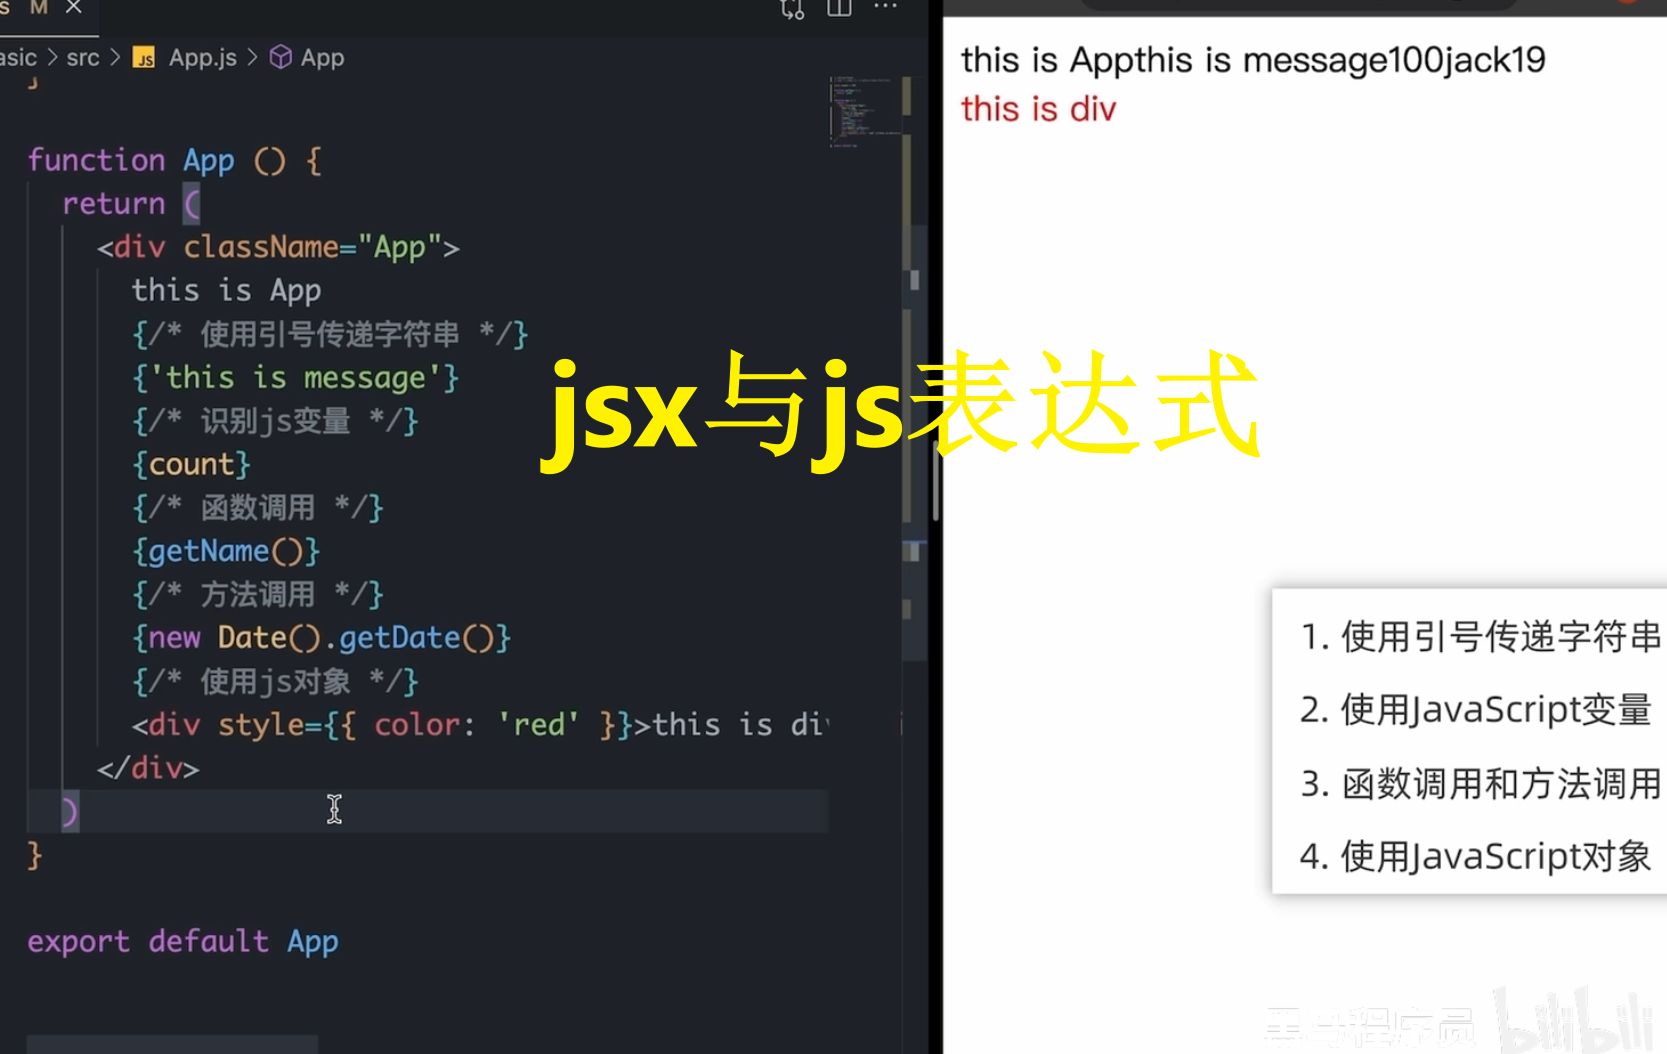 s M
asic > src > JS App.js > App
}
function App () {
return (
<div className="App">
this is App
{/* 使用引号传递字符串 */}
{'this is message'}
{/* 识别js变量 */}
{count}
{/* 函数调用 */}
{getName()}
{/* 方法调用 */}
{new Date().getDate()}
{/* 使用js对象 */}
<div style={{ color: 'red' }}>this is div
</div>
)
}
export default App
jsx与js表达式
this is Appthis is message100jack19
this is div
1. 使用引号传递字符串
2. 使用JavaScript变量
3. 函数调用和方法调用
4. 使用JavaScript对象
黑马程序员 bilibili